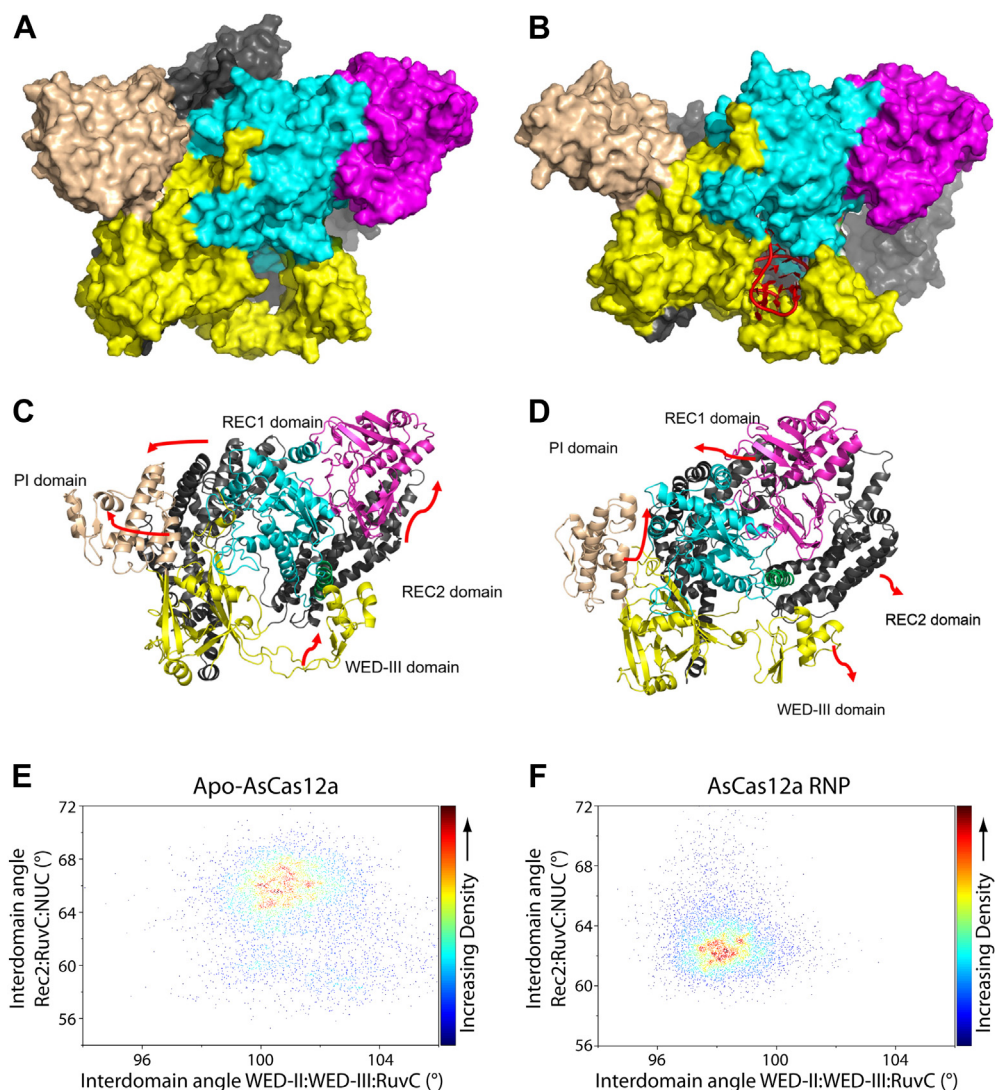 A
B
C
REC1 domain
PI domain
REC2 domain
WED-III domain
D
REC1 domain
PI domain
REC2 domain
WED-III domain
E
Apo-AsCas12a
72
68
64
60
56
96
100
104
Interdomain angle
Rec2:RuvC:NUC (°)
Interdomain angle WED-II:WED-III:RuvC (°)
Increasing Density
F
AsCas12a RNP
72
68
64
60
56
96
100
104
Interdomain angle
Rec2:RuvC:NUC (°)
Interdomain angle WED-II:WED-III:RuvC (°)
Increasing Density